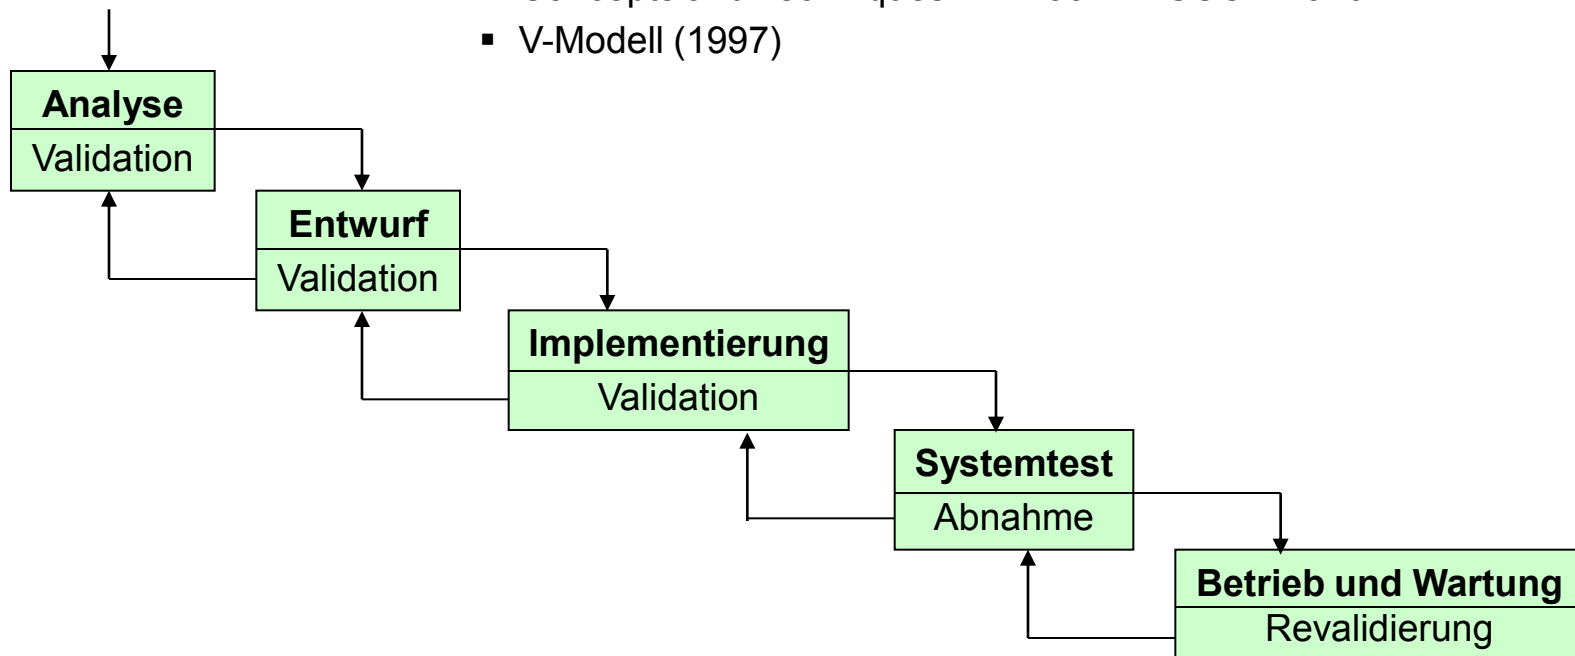 ▪ V-Modell (1997)
Analyse
Validation
Entwurf
Validation
Implementierung
Validation
Systemtest
Abnahme
Betrieb und Wartung
Revalidierung